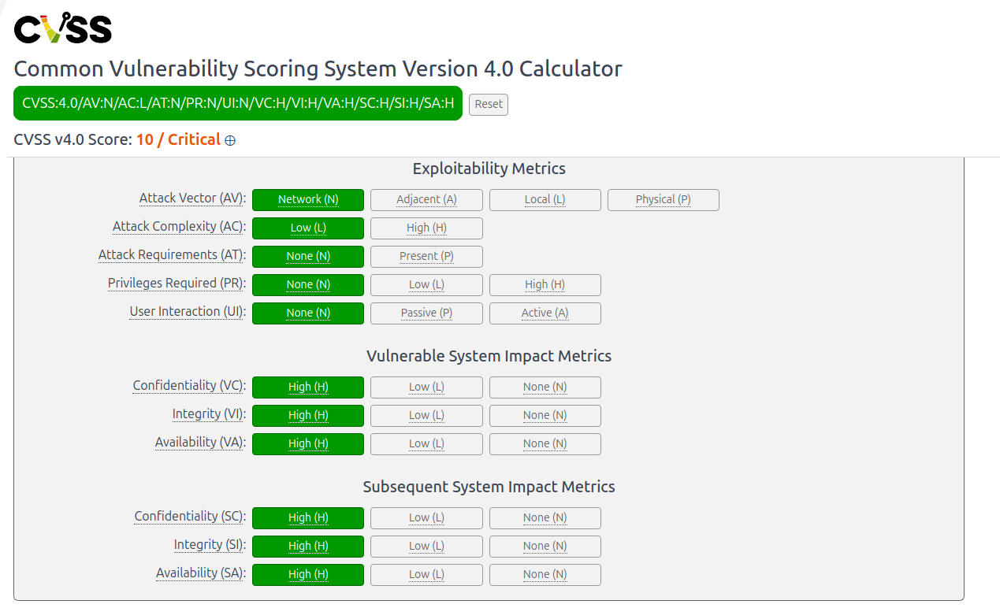 CVSS
Common Vulnerability Scoring System Version 4.0 Calculator
CVSS:4.0/AV:N/AC:L/AT:N/PR:N/UI:N/VC:H/VI:H/VA:H/SC:H/SI:H/SA:H Reset
CVSS v4.0 Score: 10 / Critical ⊕
Exploitability Metrics
Attack Vector (AV): Network (N) Adjacent (A) Local (L) Physical (P)
Attack Complexity (AC): Low (L) High (H)
Attack Requirements (AT): None (N) Present (P)
Privileges Required (PR): None (N) Low (L) High (H)
User Interaction (UI): None (N) Passive (P) Active (A)
Vulnerable System Impact Metrics
Confidentiality (VC): High (H) Low (L) None (N)
Integrity (VI): High (H) Low (L) None (N)
Availability (VA): High (H) Low (L) None (N)
Subsequent System Impact Metrics
Confidentiality (SC): High (H) Low (L) None (N)
Integrity (SI): High (H) Low (L) None (N)
Availability (SA): High (H) Low (L) None (N)